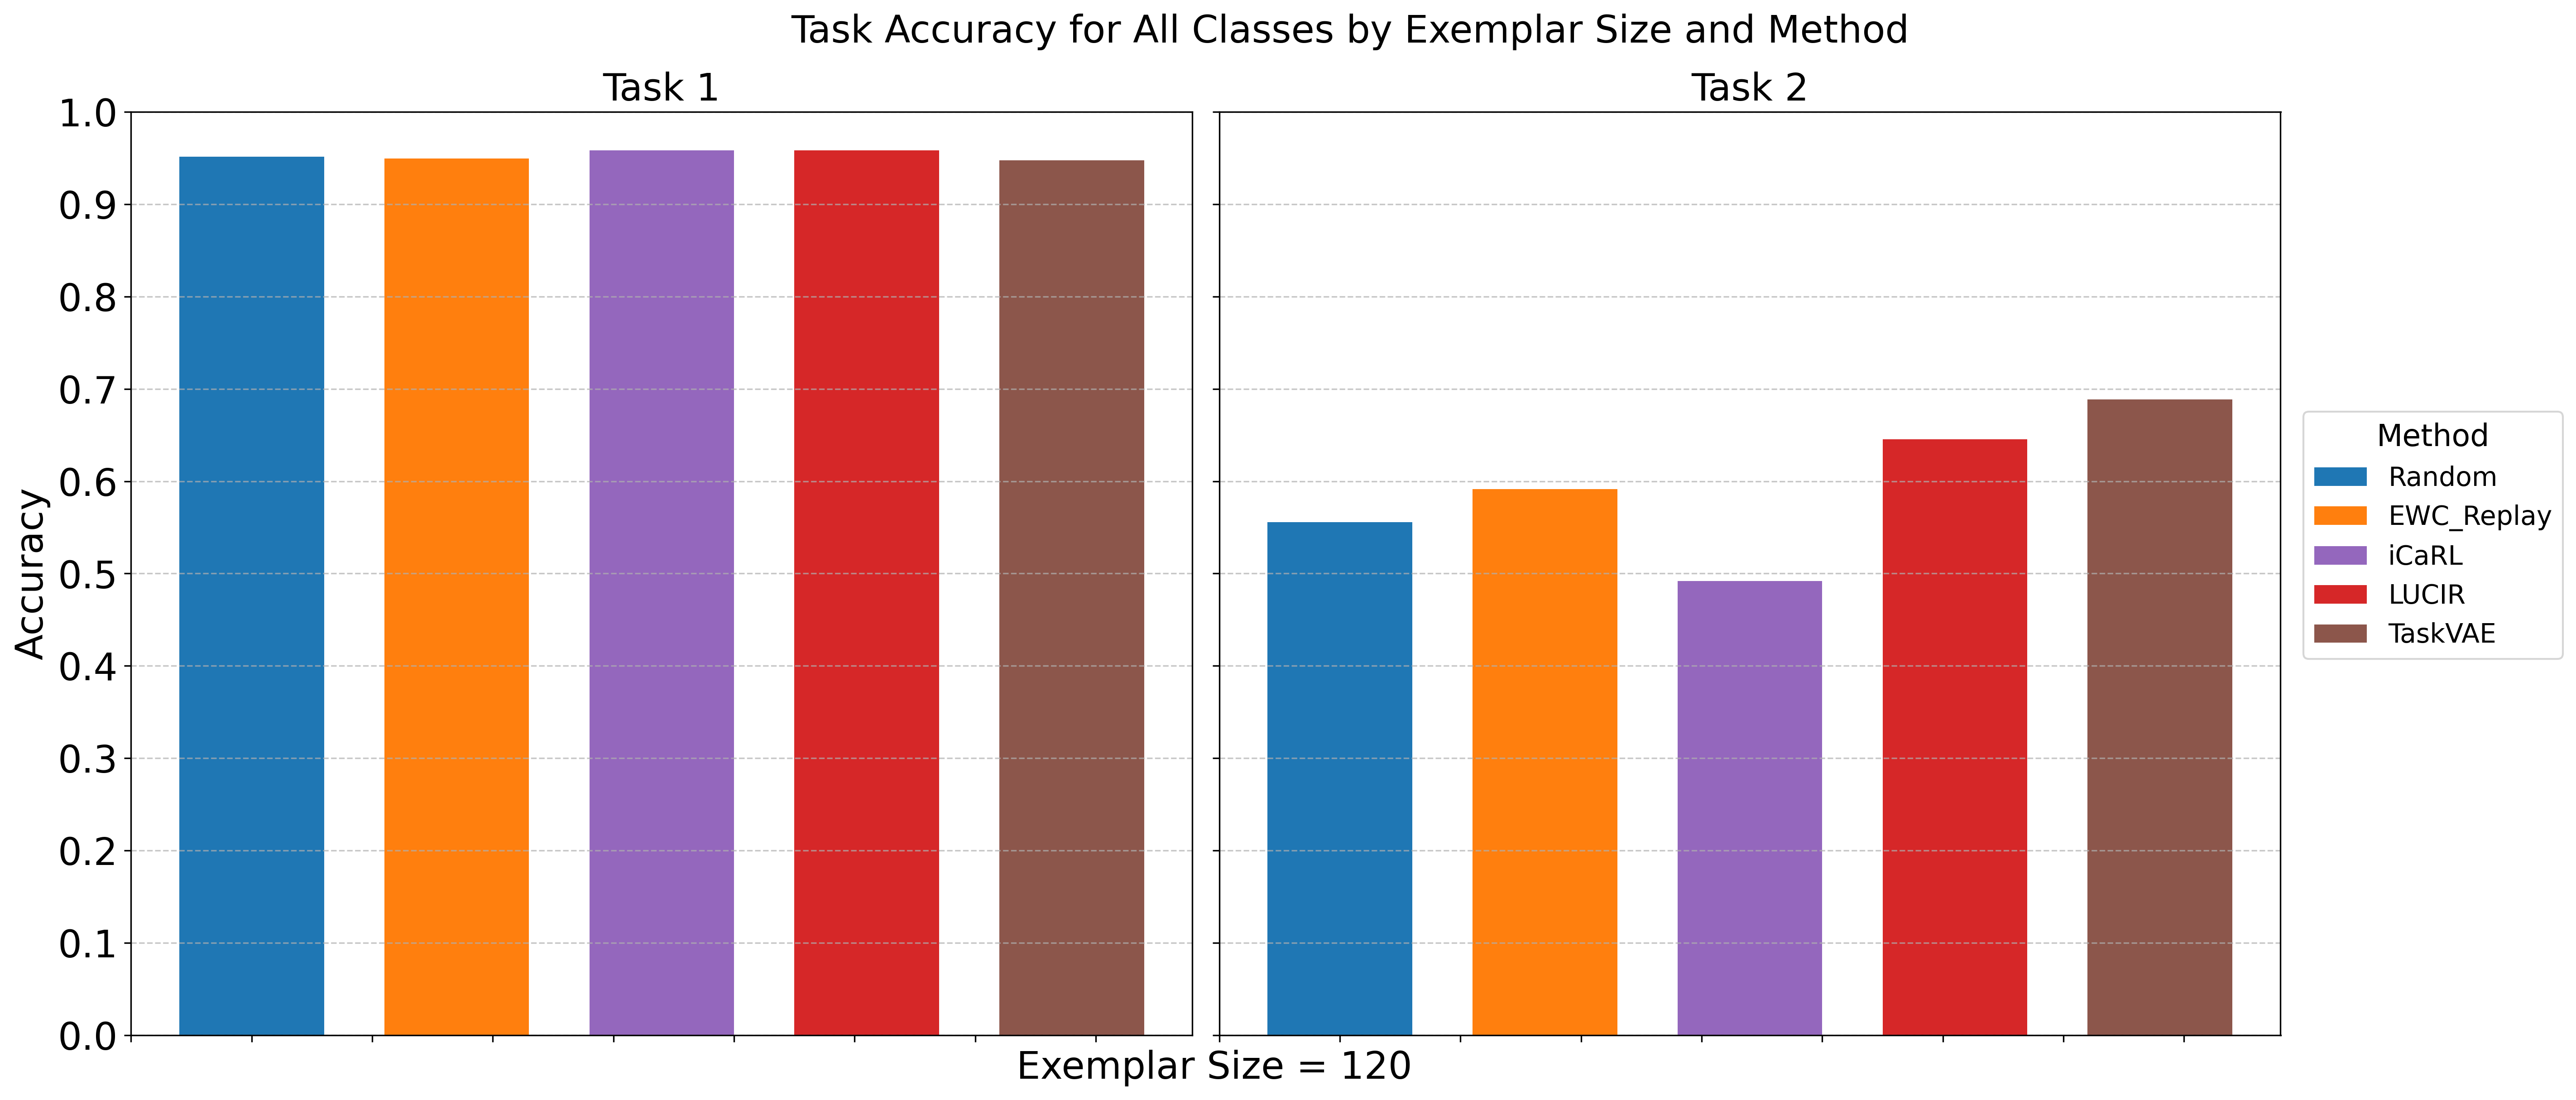 Task Accuracy for All Classes by Exemplar Size and Method
Task 1
Task 2
1.0
0.9
0.8
0.7
0.6
0.5
0.4
0.3
0.2
0.1
0.0
Accuracy
Exemplar Size = 120
Method
Random
EWC_Replay
iCaRL
LUCIR
TaskVAE